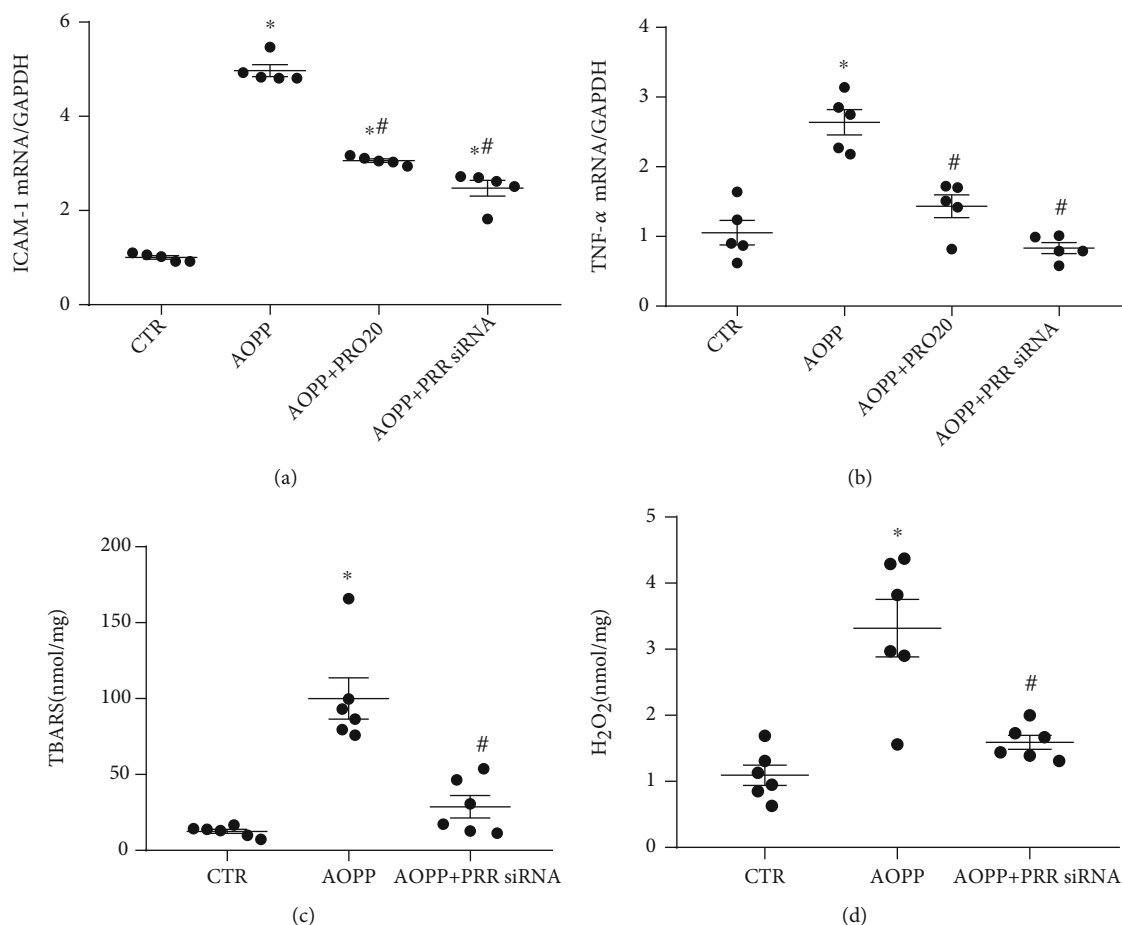 ICAM-1 mRNA/GAPDH
6
4
2
0
*
*#
*#
CTR
AOPP
AOPP+PRO20
AOPP+PRR siRNA
(a)
TNF-α mRNA/GAPDH
4
3
2
1
0
*
#
#
CTR
AOPP
AOPP+PRO20
AOPP+PRR siRNA
(b)
TBARS(nmol/mg)
200
150
100
50
0
*
#
CTR
AOPP
AOPP+PRR siRNA
(c)
H₂O₂(nmol/mg)
5
4
3
2
1
0
*
#
CTR
AOPP
AOPP+PRR siRNA
(d)